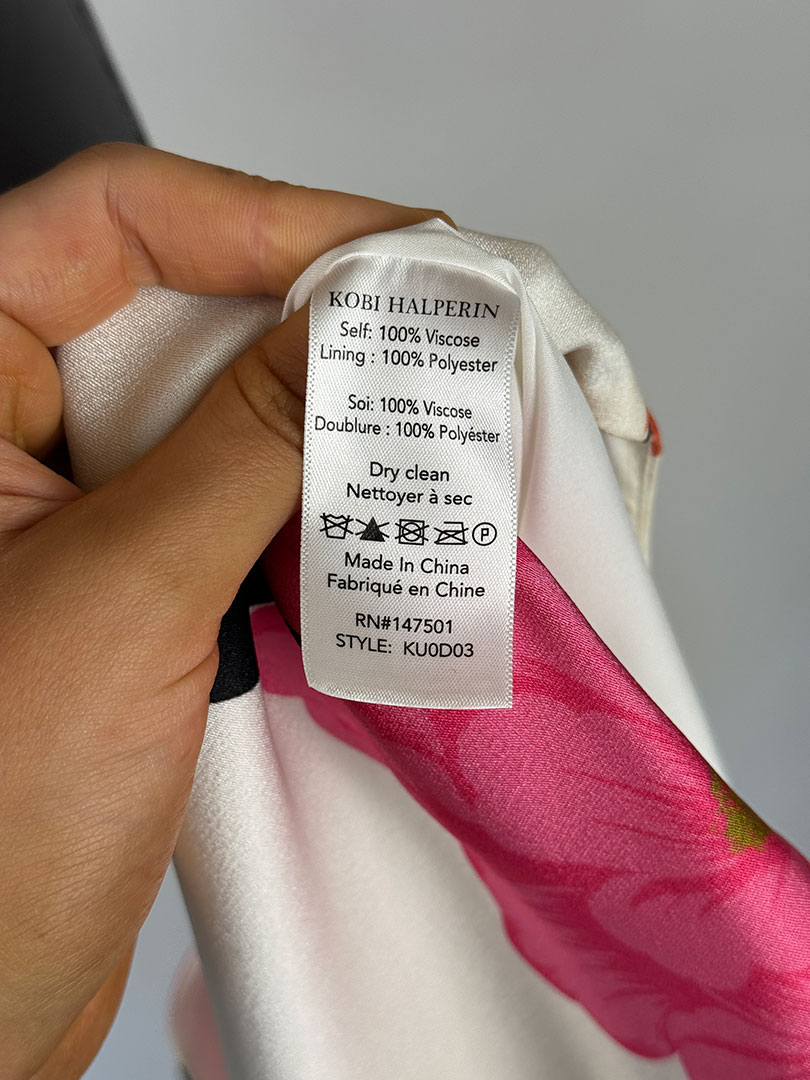 KOBI HALPERIN
Self: 100% Viscose
Lining : 100% Polyester
Soi: 100% Viscose
Doublure : 100% Polyéster
Dry clean
Nettoyer à sec
P
Made In China
Fabriqué en Chine
RN#147501
STYLE: KU0D03